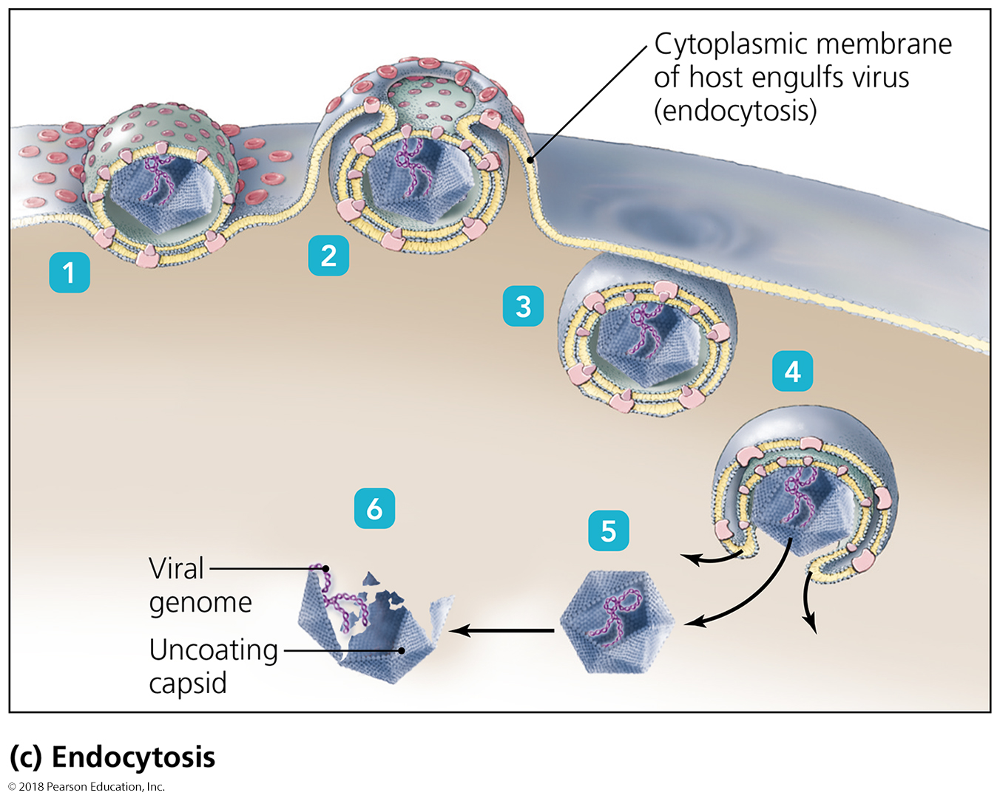 Cytoplasmic membrane
of host engulfs virus
(endocytosis)
1
2
3
4
5
6
Viral
genome
Uncoating
capsid
(c) Endocytosis
© 2018 Pearson Education, Inc.